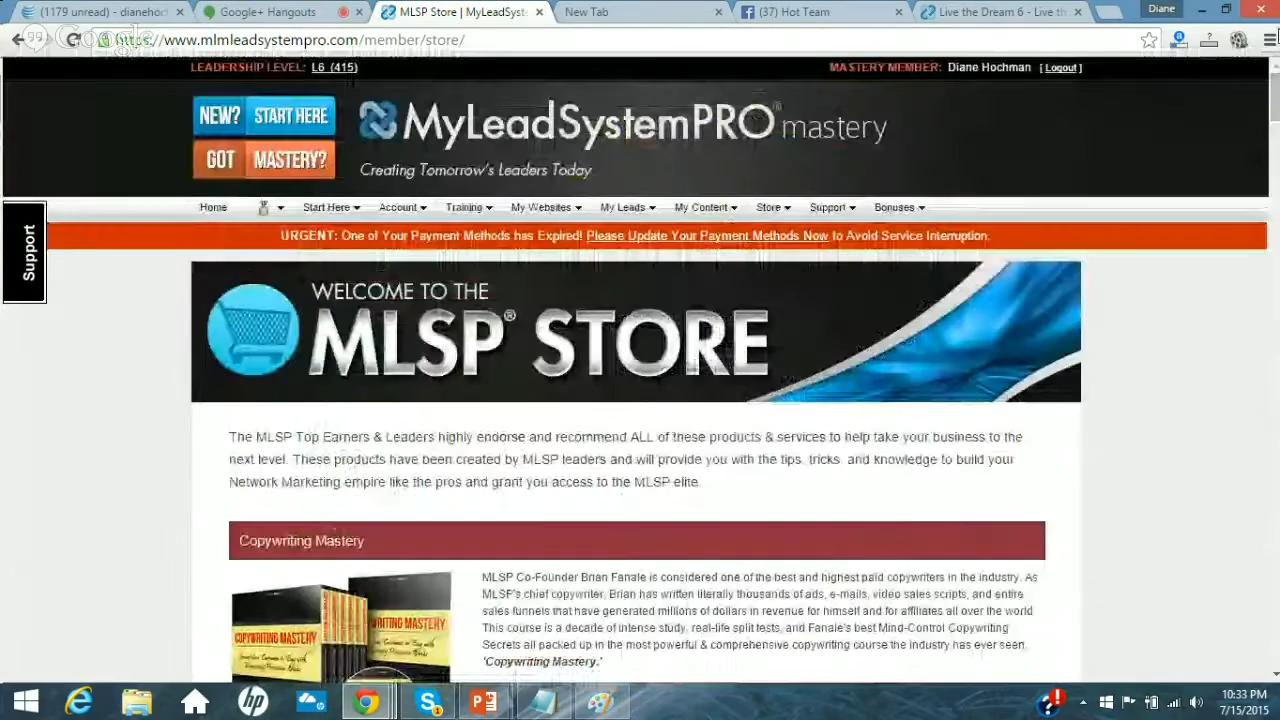 (1179 unread) - dianehoc
Google+ Hangouts
MLSP Store | MyLeadSyst
New Tab
(37) Hot Team
Live the Dream 6 - Live th
Diane
https://www.mlmleadsystempro.com/member/store/
LEADERSHIP LEVEL: L6 (415)
MASTERY MEMBER: Diane Hochman [ Logout ]
NEW? START HERE
GOT MASTERY?
MyLeadSystemPRO® mastery
Creating Tomorrow's Leaders Today
Home
Start Here
Account
Training
My Websites
My Leads
My Content
Store
Support
Bonuses
Support
URGENT: One of Your Payment Methods has Expired! Please Update Your Payment Methods Now to Avoid Service Interruption.
WELCOME TO THE
MLSP® STORE
The MLSP Top Earners & Leaders highly endorse and recommend ALL of these products & services to help take your business to the
next level. These products have been created by MLSP leaders and will provide you with the tips, tricks, and knowledge to build your
Network Marketing empire like the pros and grant you access to the MLSP elite.
Copywriting Mastery
MLSP Co-Founder Brian Fanale is considered one of the best and highest paid copywriters in the industry. As
MLSP's chief copywriter, Brian has written literally thousands of ads, e-mails, video sales scripts, and entire
sales funnels that have generated millions of dollars in revenue for himself and for affiliates all over the world
This course is a decade of intense study, real-life split tests, and Fanale's best Mind-Control Copywriting
Secrets all packed up in the most powerful & comprehensive copywriting course the industry has ever seen,
'Copywriting Mastery.'
COPYWRITING MASTERY
10:33 PM
7/15/2015